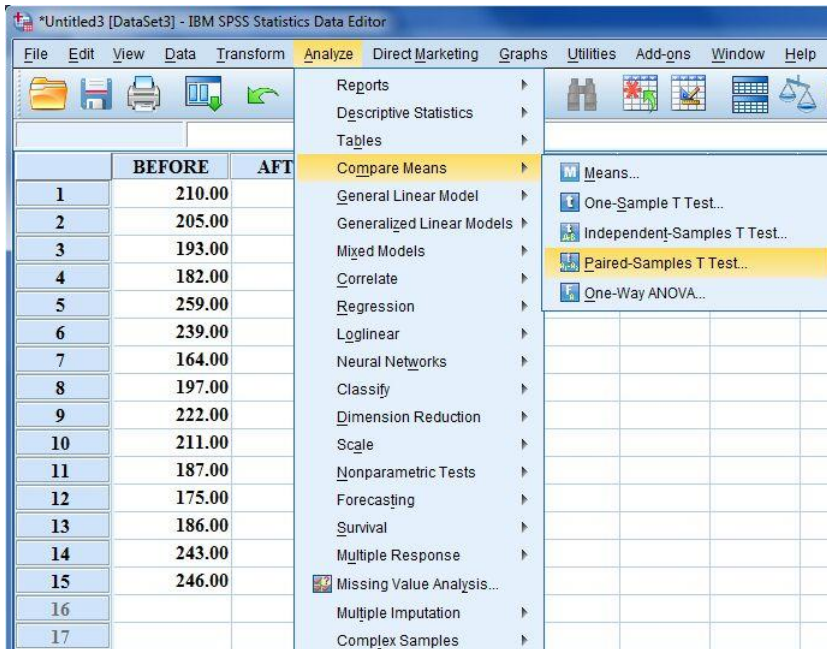 *Untitled3 [DataSet3] - IBM SPSS Statistics Data Editor
File Edit View Data Transform Analyze Direct Marketing Graphs Utilities Add-ons Window Help
Reports
Descriptive Statistics
Tables
Compare Means
General Linear Model
Generalized Linear Models
Mixed Models
Correlate
Regression
Loglinear
Neural Networks
Classify
Dimension Reduction
Scale
Nonparametric Tests
Forecasting
Survival
Multiple Response
Missing Value Analysis...
Multiple Imputation
Complex Samples
Means...
One-Sample T Test...
Independent-Samples T Test...
Paired-Samples T Test...
One-Way ANOVA...
BEFORE AFT
1 210.00
2 205.00
3 193.00
4 182.00
5 259.00
6 239.00
7 164.00
8 197.00
9 222.00
10 211.00
11 187.00
12 175.00
13 186.00
14 243.00
15 246.00
16
17